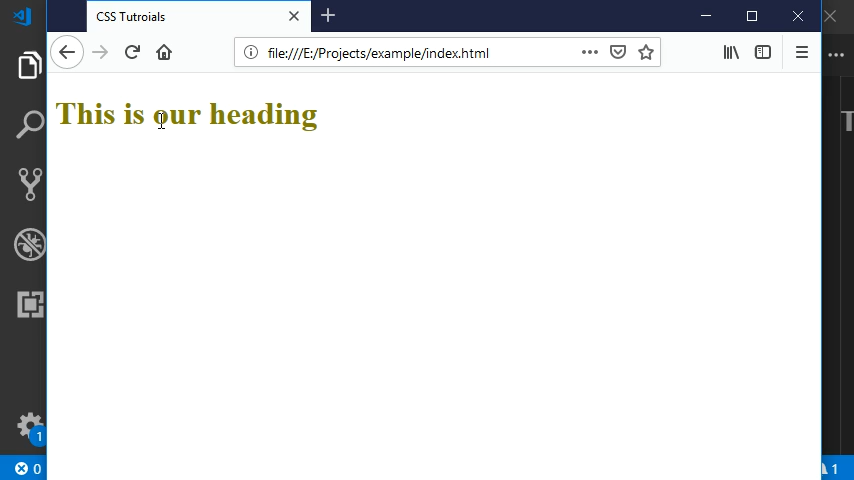 CSS Tutroials
file:///E:/Projects/example/index.html
This is our heading
T
1
0
1